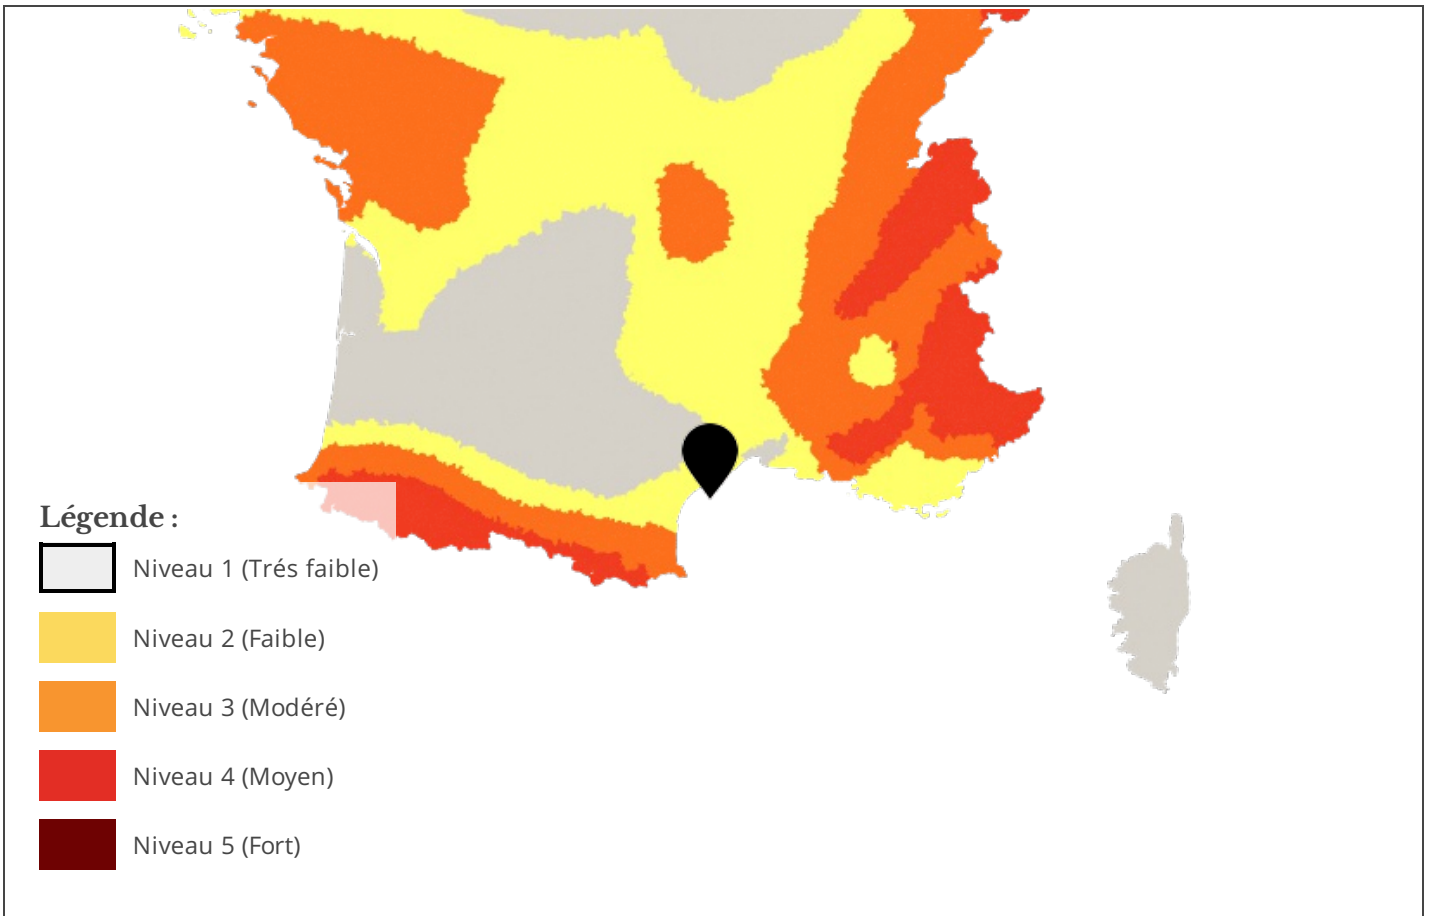 Légende :
Niveau 1 (Trés faible)
Niveau 2 (Faible)
Niveau 3 (Modéré)
Niveau 4 (Moyen)
Niveau 5 (Fort)